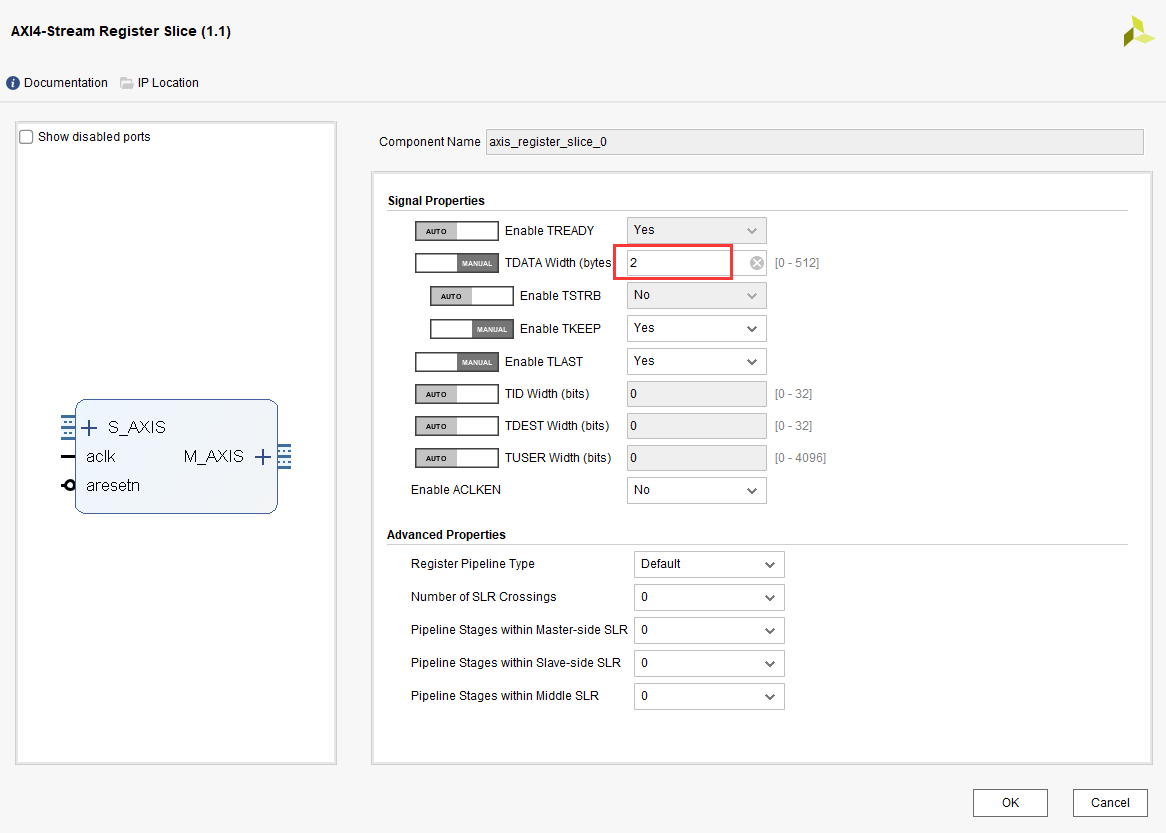 AXI4-Stream Register Slice (1.1)
Documentation IP Location
Show disabled ports
S_AXIS
aclk M_AXIS
aresetn
Component Name axis_register_slice_0
Signal Properties
AUTO Enable TREADY Yes
MANUAL TDATA Width (bytes 2 [0 - 512]
AUTO Enable TSTRB No
MANUAL Enable TKEEP Yes
MANUAL Enable TLAST Yes
AUTO TID Width (bits) 0 [0 - 32]
AUTO TDEST Width (bits) 0 [0 - 32]
AUTO TUSER Width (bits) 0 [0 - 4096]
Enable ACLKEN No
Advanced Properties
Register Pipeline Type Default
Number of SLR Crossings 0
Pipeline Stages within Master-side SLR 0
Pipeline Stages within Slave-side SLR 0
Pipeline Stages within Middle SLR 0
OK Cancel